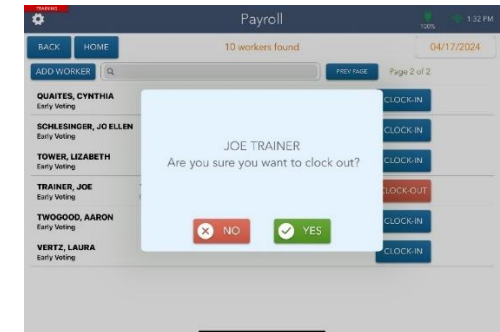 TRAINING
Payroll
100%
1:32 PM
BACK
HOME
10 workers found
04/17/2024
ADD WORKER
PREV PAGE
Page 2 of 2
QUAITES, CYNTHIA
Early Voting
CLOCK-IN
SCHLESINGER, JO ELLEN
Early Voting
CLOCK-IN
TOWER, LIZABETH
Early Voting
CLOCK-IN
TRAINER, JOE
Early Voting
CLOCK-OUT
TWOGOOD, AARON
Early Voting
CLOCK-IN
VERTZ, LAURA
Early Voting
CLOCK-IN
JOE TRAINER
Are you sure you want to clock out?
NO
YES